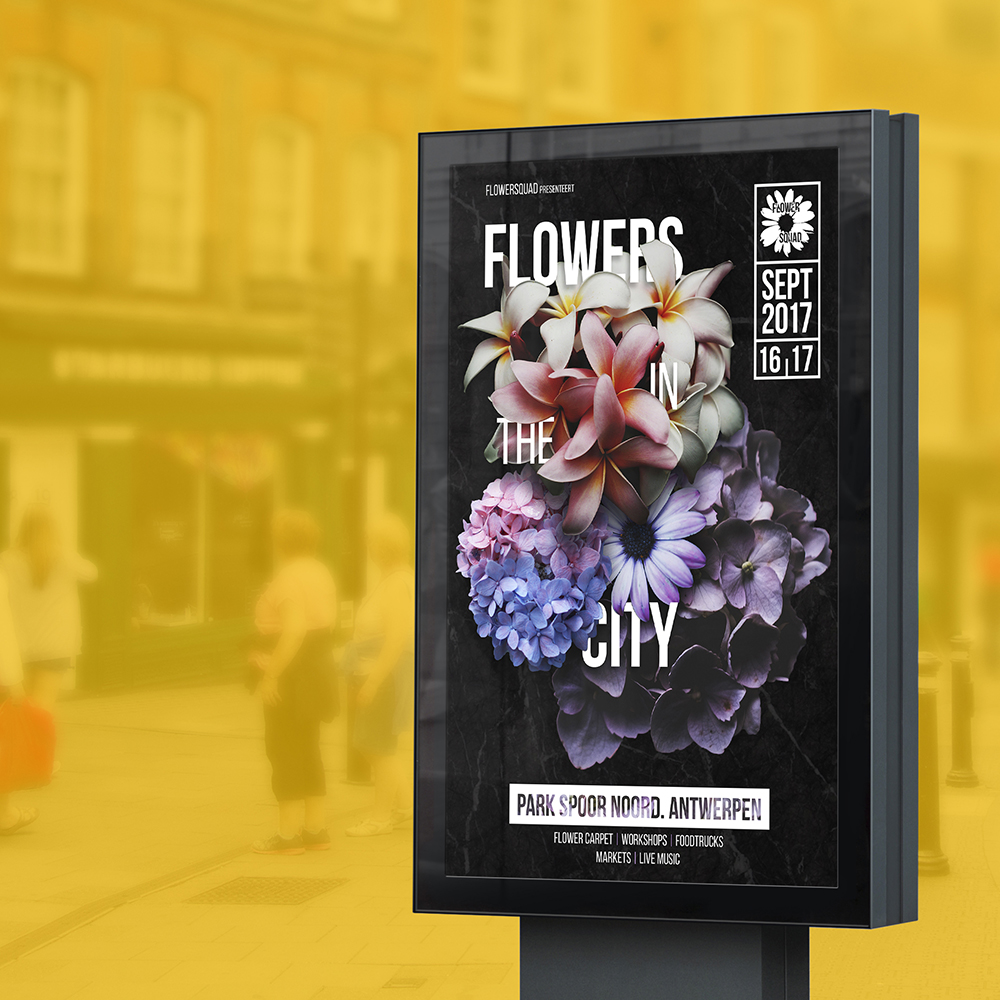 FLOWERSQUAD PRESENTEERT
FLOWERS
IN
THE
CITY
FLOWER
SQUAD
SEPT
2017
16 | 17
PARK SPOOR NOORD. ANTWERPEN
FLOWER CARPET | WORKSHOPS | FOODTRUCKS
MARKETS | LIVE MUSIC